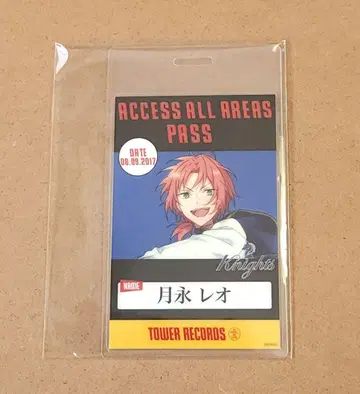 ACCESS ALL AREAS
PASS
DATE
08.09.2017
Knights
NAME
月永 レオ
TOWER RECORDS